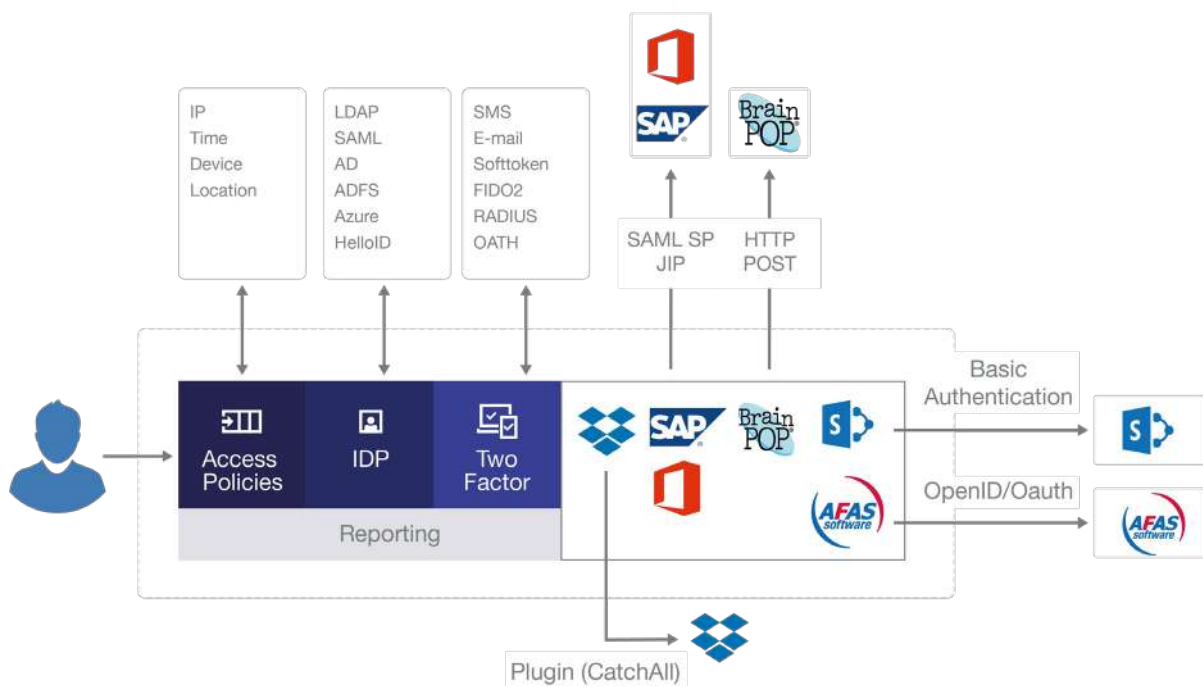 IP
Time
Device
Location
LDAP
SAML
AD
ADFS
Azure
HelloID
SMS
E-mail
Softtoken
FIDO2
RADIUS
OATH
SAP
Brain
POP
SAML SP
JIP
HTTP
POST
Access
Policies
IDP
Two
Factor
Reporting
SAP
Brain
POP
S
AFAS
software
Basic
Authentication
S
OpenID/Oauth
AFAS
software
Plugin (CatchAll)